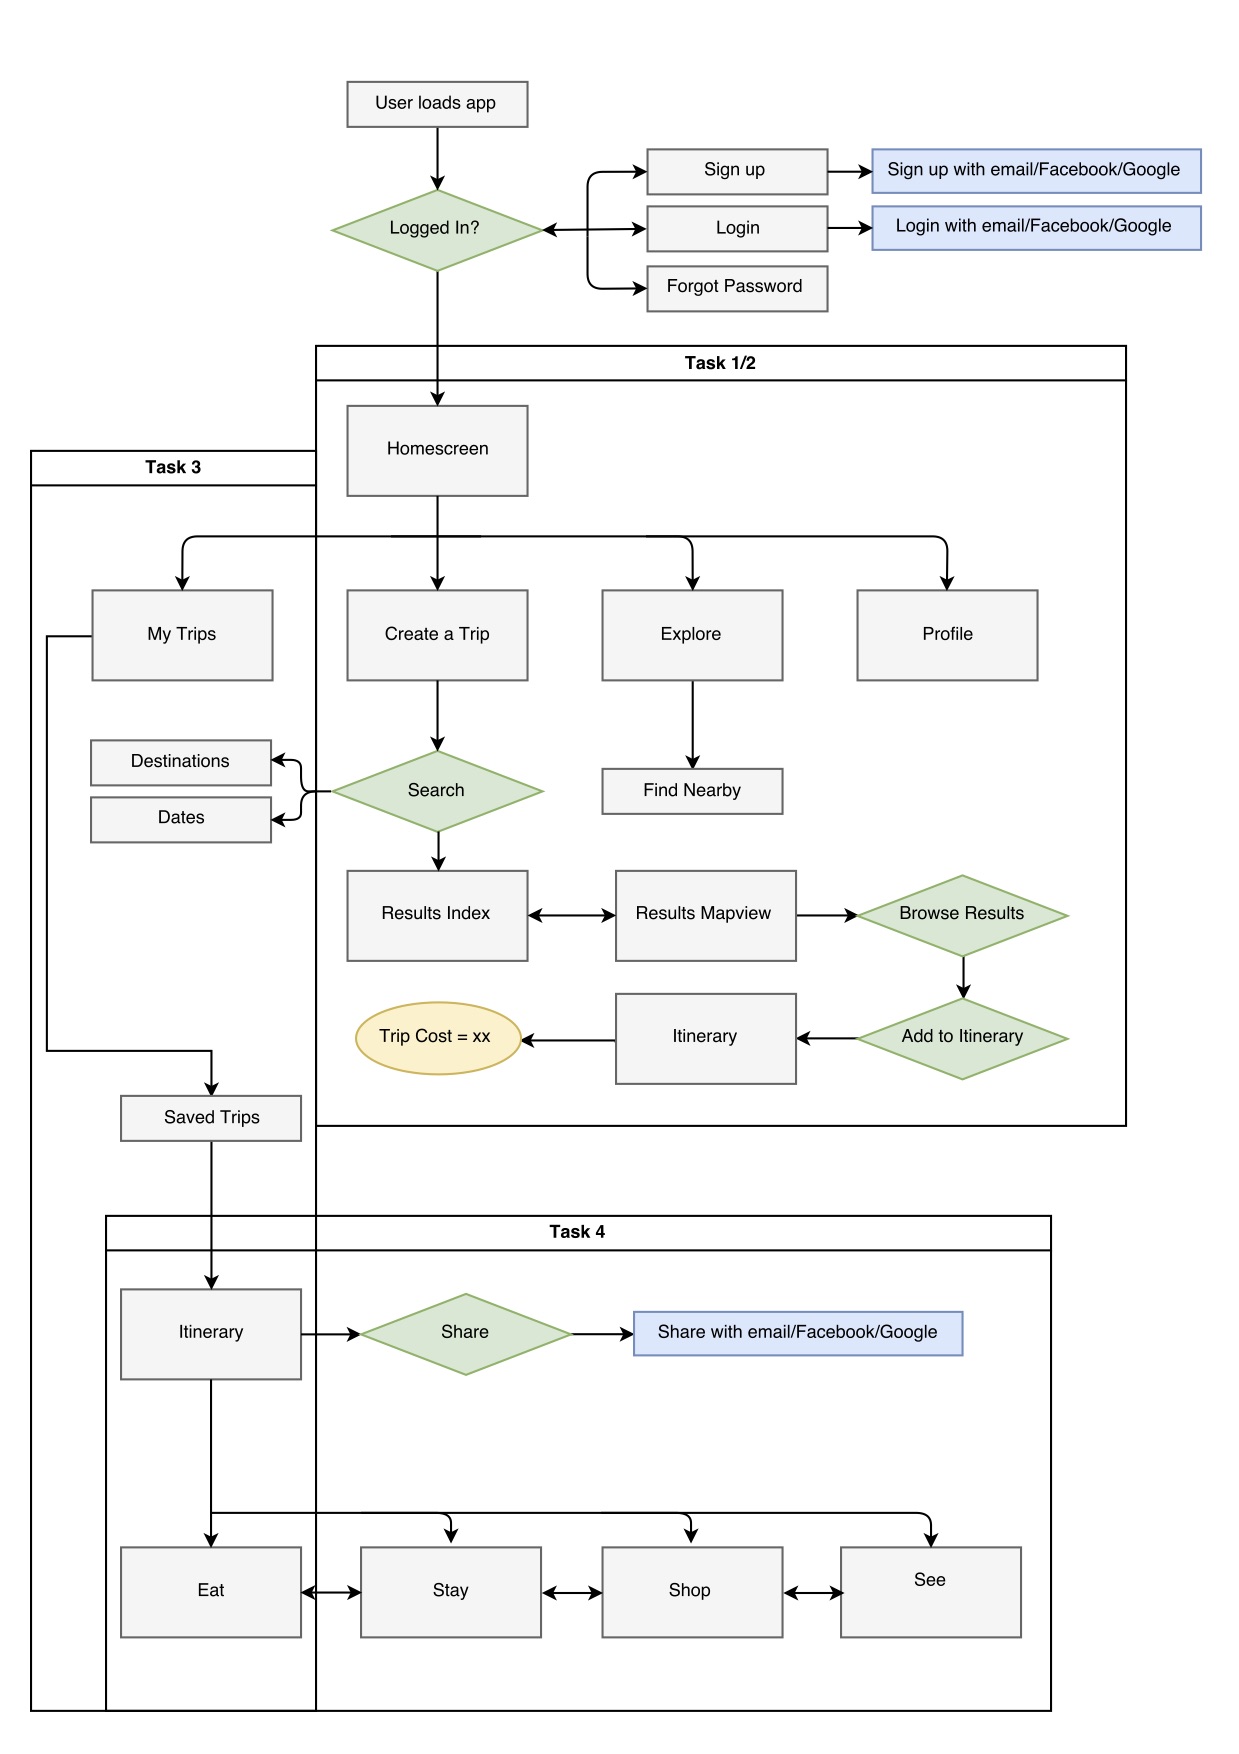 User loads app
Sign up
Sign up with email/Facebook/Google
Logged In?
Login
Login with email/Facebook/Google
Forgot Password
Task 1/2
Homescreen
Task 3
My Trips
Create a Trip
Explore
Profile
Destinations
Search
Find Nearby
Dates
Results Index
Results Mapview
Browse Results
Trip Cost = xx
Itinerary
Add to Itinerary
Saved Trips
Task 4
Itinerary
Share
Share with email/Facebook/Google
Eat
Stay
Shop
See